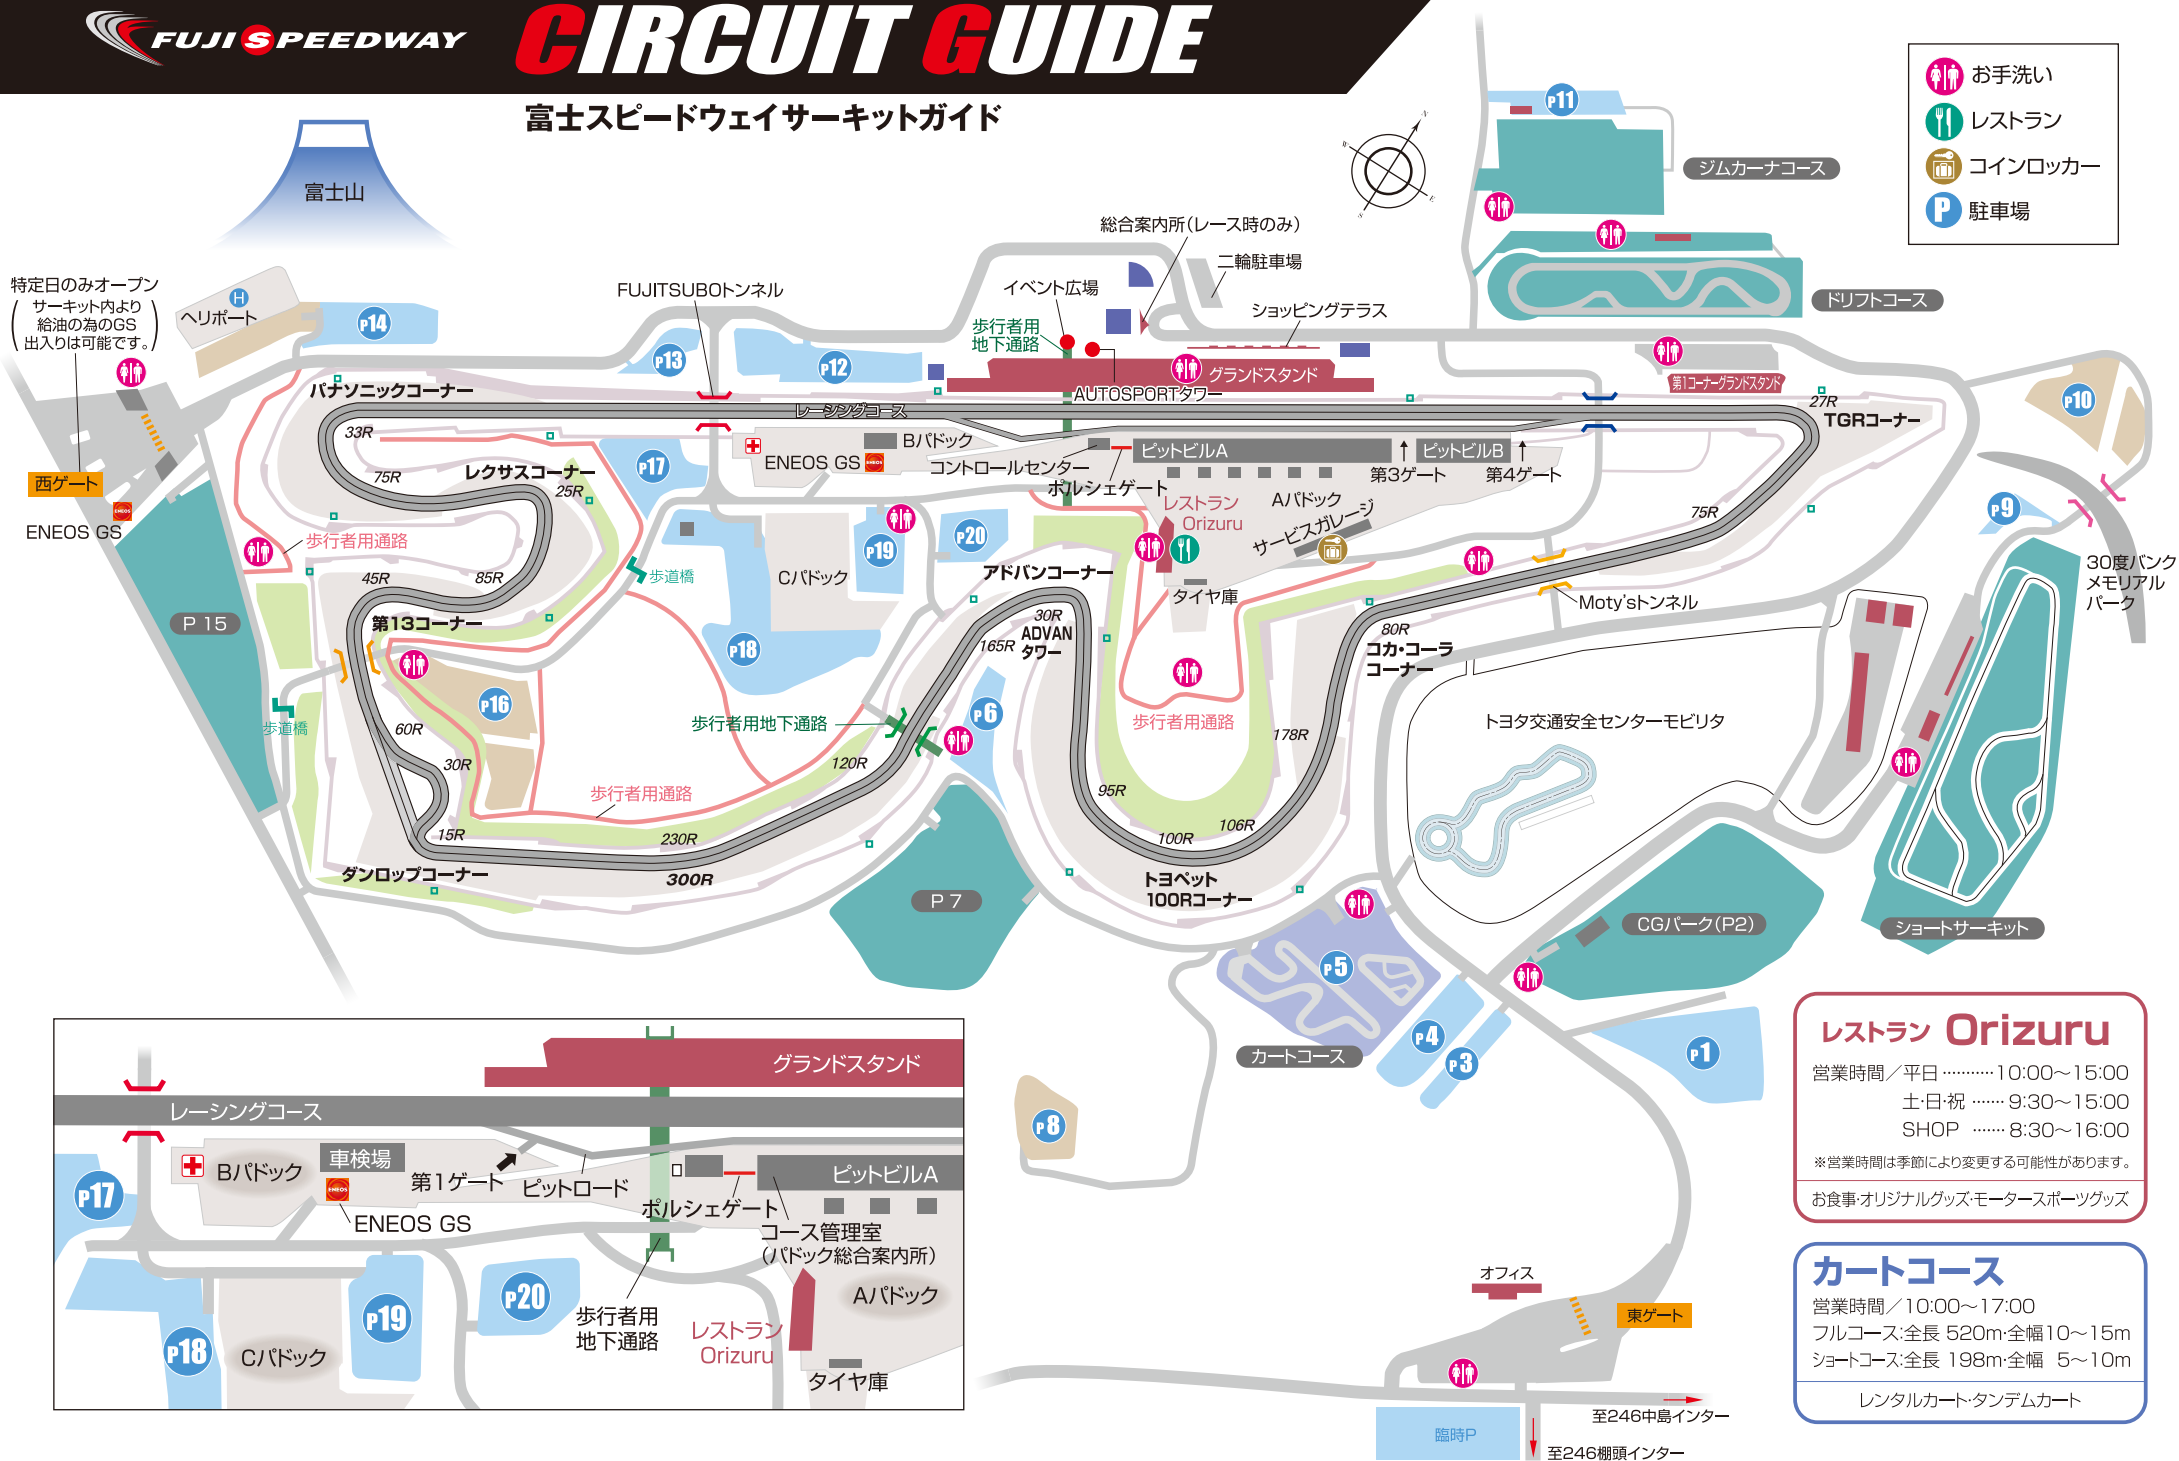 FUJI SPEEDWAY
CIRCUIT GUIDE
富士スピードウェイサーキットガイド
お手洗い
レストラン
コインロッカー
P 駐車場
N
W
E
S
富士山
特定日のみオープン
(サーキット内より
給油の為のGS
出入りは可能です。)
H
ヘリポート
P14
P13
P12
P11
FUJITSUBOトンネル
イベント広場
歩行者用
地下通路
総合案内所(レース時のみ)
二輪駐車場
ショッピングテラス
グランドスタンド
AUTOSPORTタワー
ジムカーナコース
ドリフトコース
第1コーナーグランドスタンド
P10
パナソニックコーナー
33R
75R
レーシングコース
27R
TGRコーナー
レクサスコーナー
25R
P17
Bパドック
ENEOS GS
ENEOS
コントロールセンター
ポルシェゲート
ピットビルA
第3ゲート
ピットビルB
第4ゲート
西ゲート
ENEOS
ENEOS GS
歩行者用通路
レストラン
Orizuru
Aパドック
サービスガレージ
タイヤ庫
75R
P9
30度バンク
メモリアル
パーク
45R
85R
歩道橋
Cパドック
P19
P20
P18
アドバンコーナー
30R
ADVAN
タワー
165R
Moty'sトンネル
80R
コカ・コーラ
コーナー
P 15
第13コーナー
P16
歩道橋
60R
30R
15R
歩行者用地下通路
歩行者用通路
120R
P6
歩行者用通路
178R
95R
100R
106R
230R
300R
ダンロップコーナー
トヨペット
100Rコーナー
P 7
トヨタ交通安全センターモビリタ
CGパーク(P2)
ショートサーキット
P5
P4
P3
P1
カートコース
P8
グランドスタンド
レーシングコース
P17
Bパドック
車検場
ENEOS
ENEOS GS
第1ゲート
ピットロード
ポルシェゲート
ピットビルA
コース管理室
(パドック総合案内所)
Aパドック
P18
Cパドック
P19
P20
歩行者用
地下通路
レストラン
Orizuru
タイヤ庫
オフィス
東ゲート
臨時P
至246中島インター
至246棚頭インター
レストラン Orizuru
営業時間/平日 ·········· 10:00〜15:00
土·日·祝 ······· 9:30〜15:00
SHOP ······· 8:30〜16:00
※営業時間は季節により変更する可能性があります。
お食事·オリジナルグッズ·モータースポーツグッズ
カートコース
営業時間/10:00〜17:00
フルコース:全長 520m·全幅10〜15m
ショートコース:全長 198m·全幅 5〜10m
レンタルカート·タンデムカート